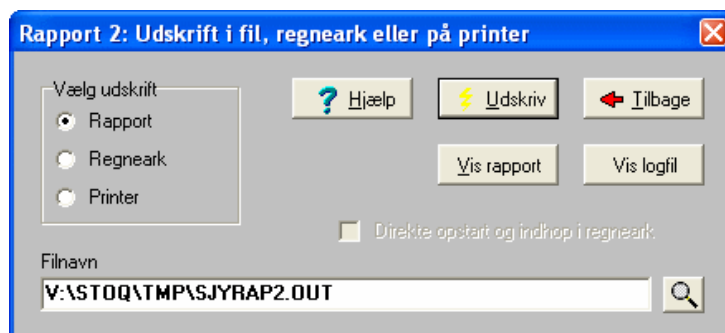 Rapport 2: Udskrift i fil, regneark eller på printer
Vælg udskrift
Rapport
Regneark
Printer
Hjælp
Udskriv
Tilbage
Vis rapport
Vis logfil
Direkte opstart og indhop i regneark
Filnavn
V:\STOQ\TMP\SJYRAP2.OUT